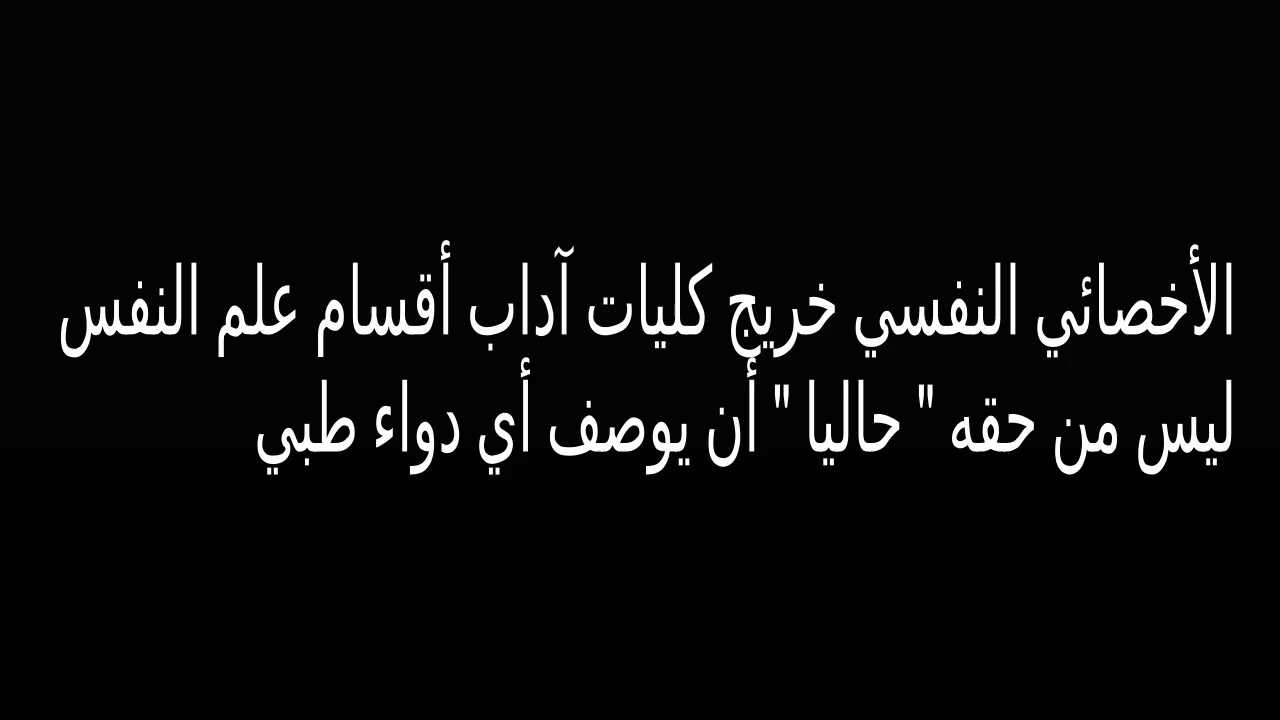 الأخصائي النفسي خريج كليات آداب أقسام علم النفس
ليس من حقه " حاليا " أن يوصف أي دواء طبي